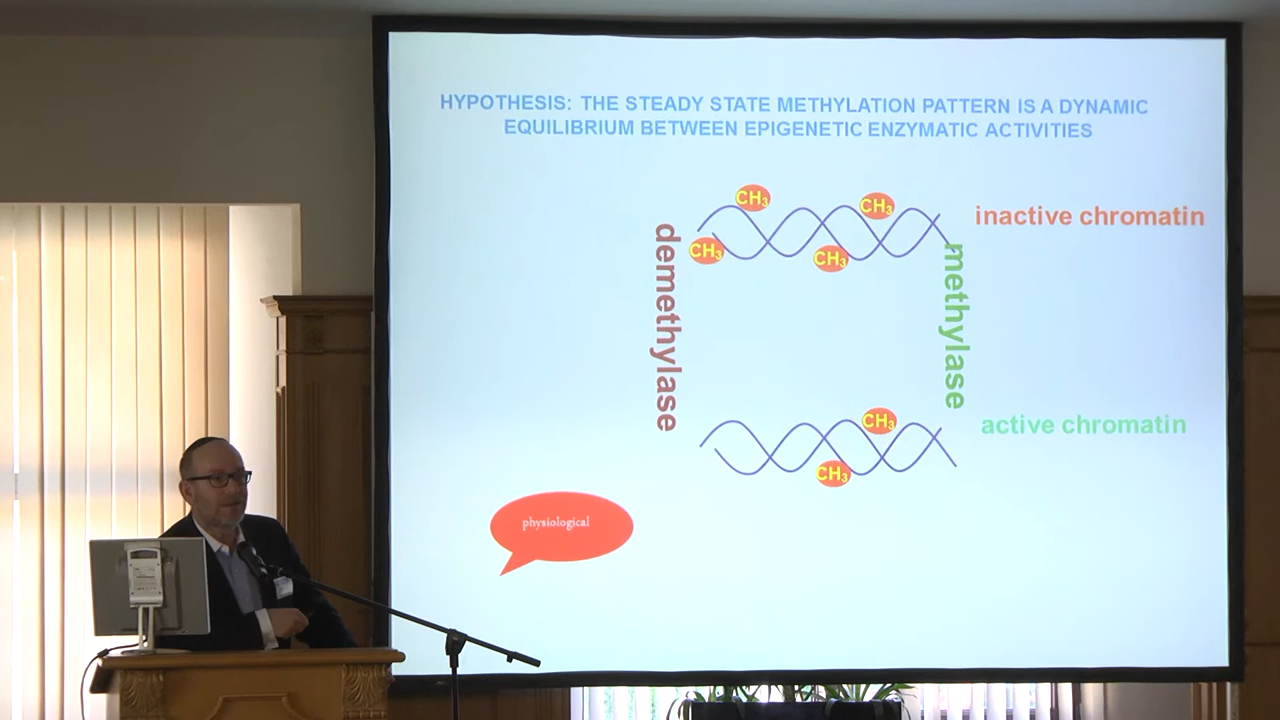 HYPOTHESIS: THE STEADY STATE METHYLATION PATTERN IS A DYNAMIC
EQUILIBRIUM BETWEEN EPIGENETIC ENZYMATIC ACTIVITIES
CH₃
CH₃
inactive chromatin
CH₃
CH₃
demethylase
methylase
CH₃
active chromatin
CH₃
physiological